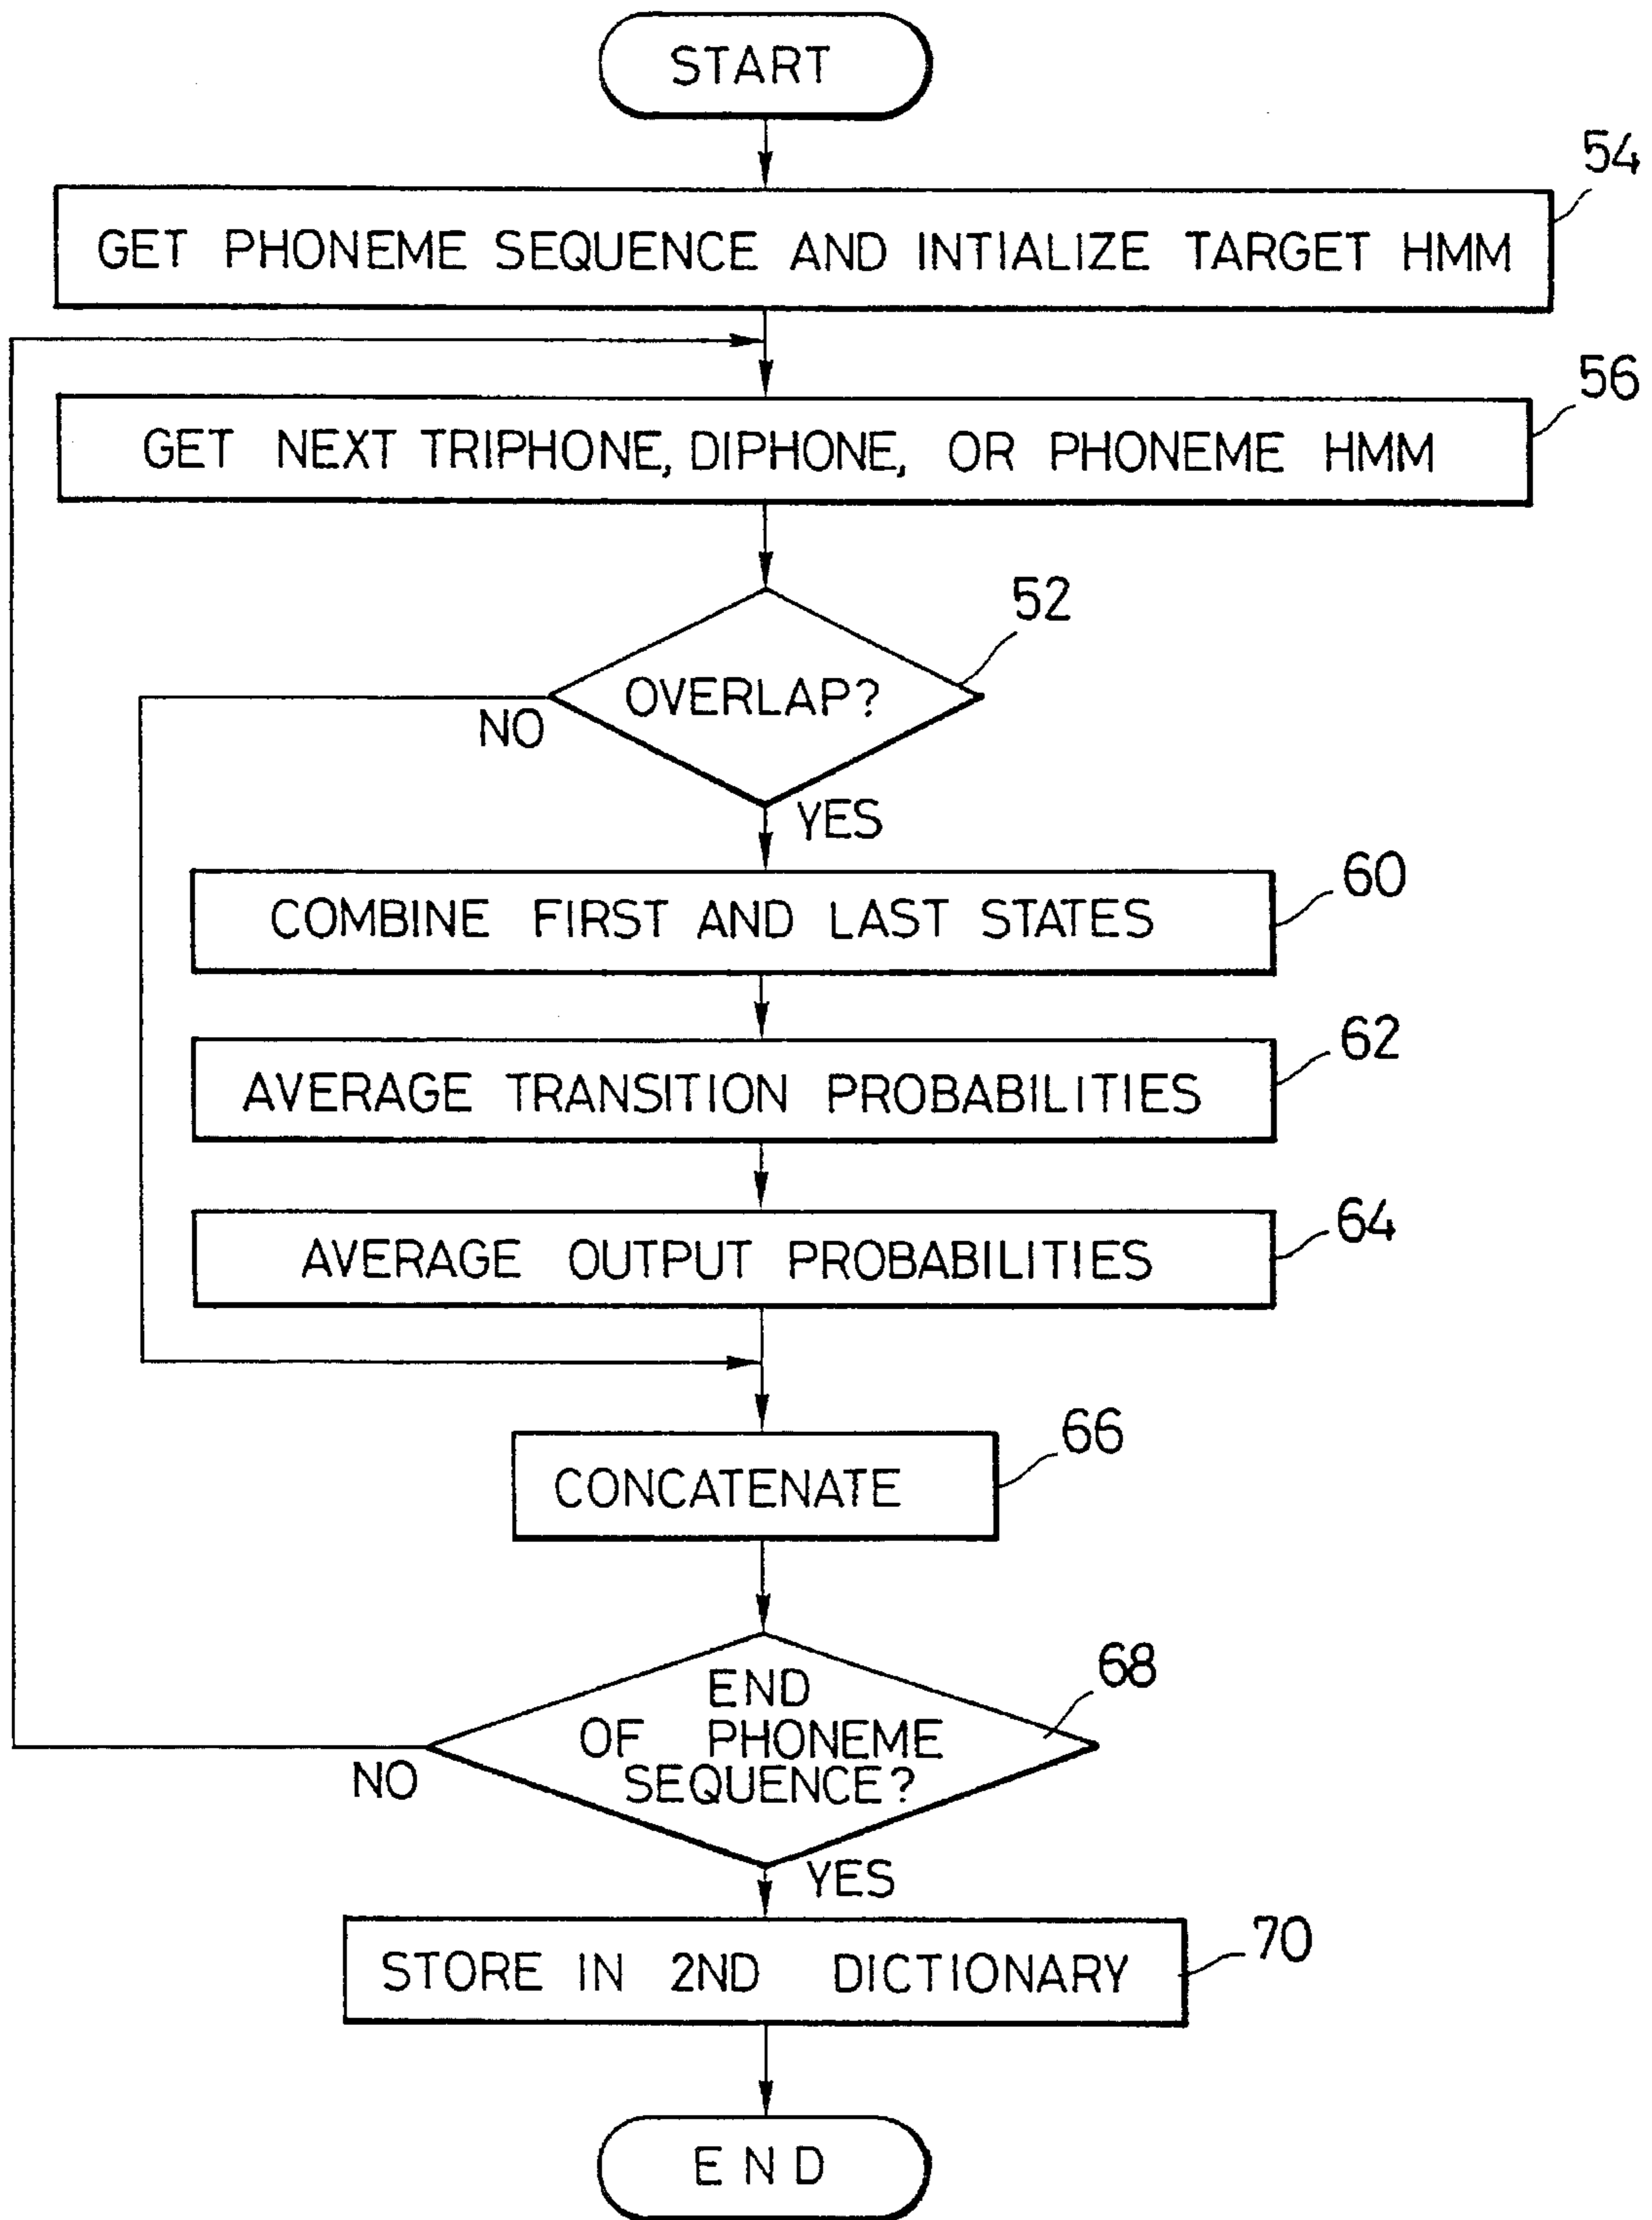 START
54
GET PHONEME SEQUENCE AND INTIALIZE TARGET HMM
56
GET NEXT TRIPHONE, DIPHONE, OR PHONEME HMM
52
OVERLAP?
NO
YES
60
COMBINE FIRST AND LAST STATES
62
AVERAGE TRANSITION PROBABILITIES
64
AVERAGE OUTPUT PROBABILITIES
66
CONCATENATE
68
END
OF PHONEME
SEQUENCE?
NO
YES
70
STORE IN 2ND DICTIONARY
END